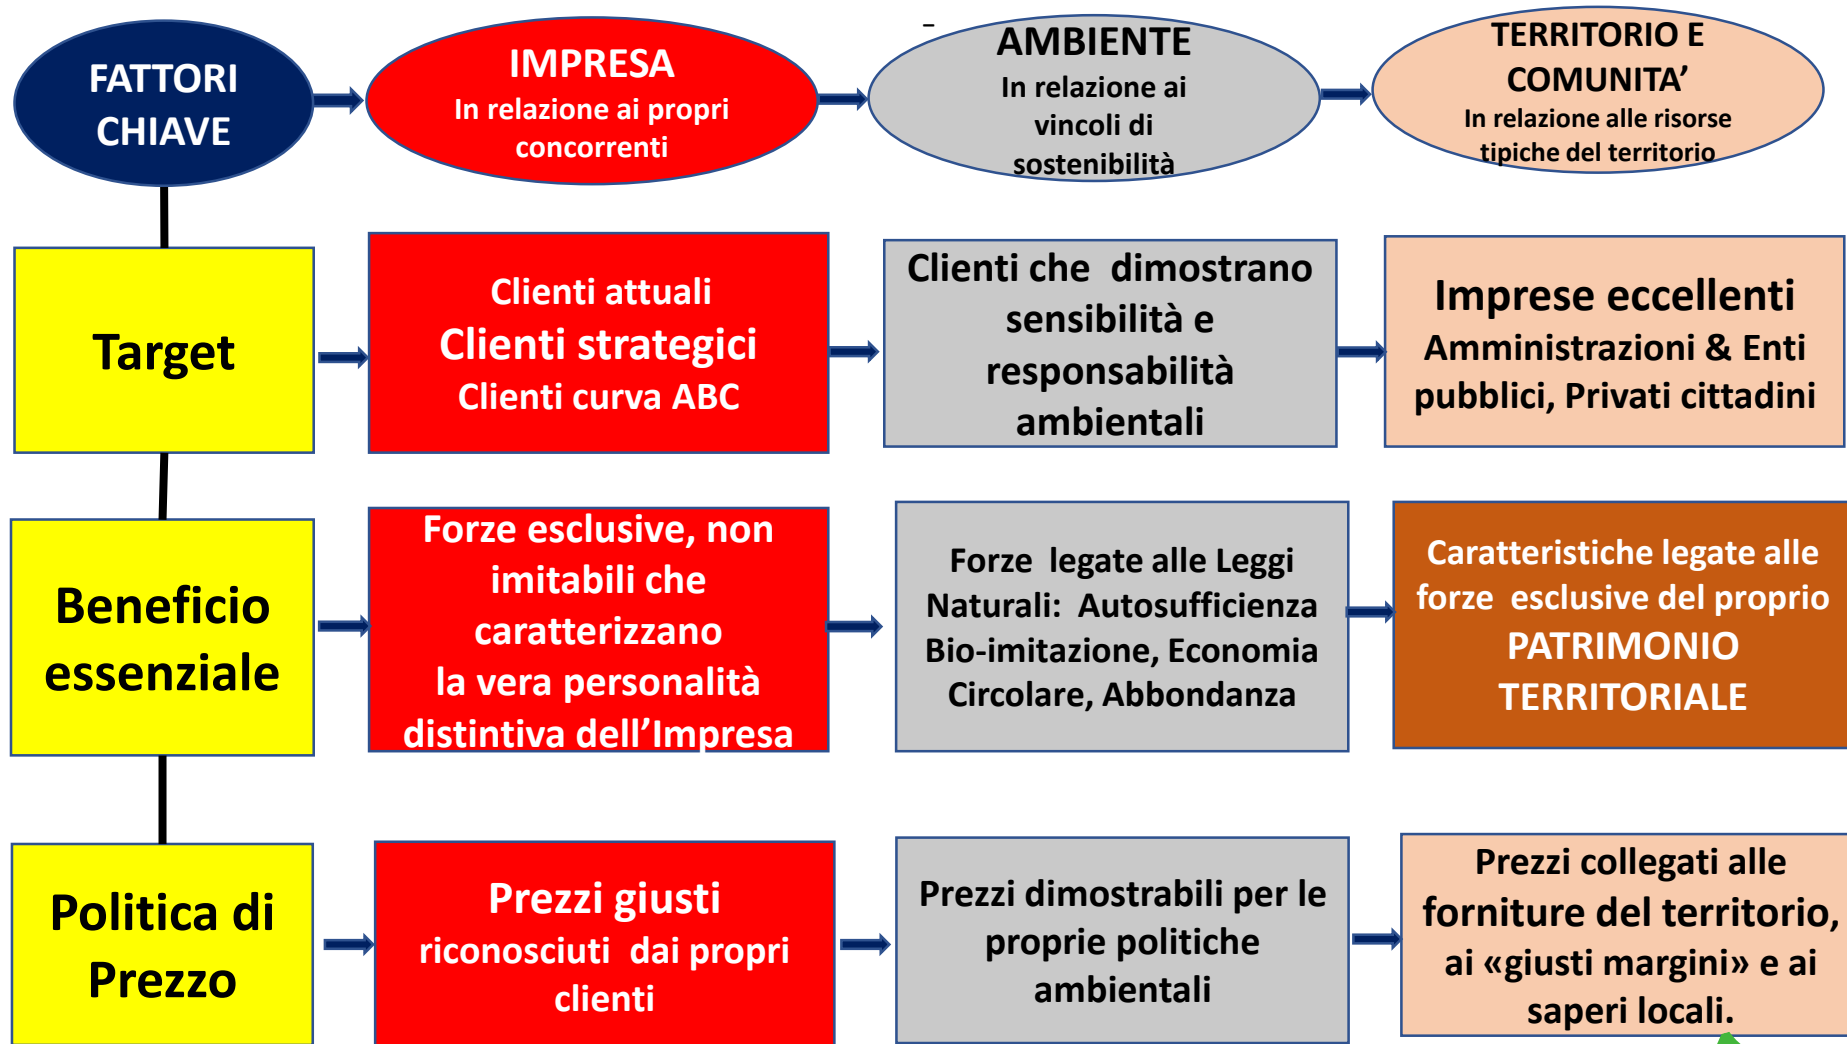 FATTORI
CHIAVE
IMPRESA
In relazione ai propri
concorrenti
–
AMBIENTE
In relazione ai
vincoli di
sostenibilità
TERRITORIO E
COMUNITA’
In relazione alle risorse
tipiche del territorio
Target
Clienti attuali
Clienti strategici
Clienti curva ABC
Clienti che dimostrano
sensibilità e
responsabilità
ambientali
Imprese eccellenti
Amministrazioni & Enti
pubblici, Privati cittadini
Beneficio
essenziale
Forze esclusive, non
imitabili che
caratterizzano
la vera personalità
distintiva dell’Impresa
Forze legate alle Leggi
Naturali: Autosufficienza
Bio-imitazione, Economia
Circolare, Abbondanza
Caratteristiche legate alle
forze esclusive del proprio
PATRIMONIO
TERRITORIALE
Politica di
Prezzo
Prezzi giusti
riconosciuti dai propri
clienti
Prezzi dimostrabili per le
proprie politiche
ambientali
Prezzi collegati alle
forniture del territorio,
ai «giusti margini» e ai
saperi locali.